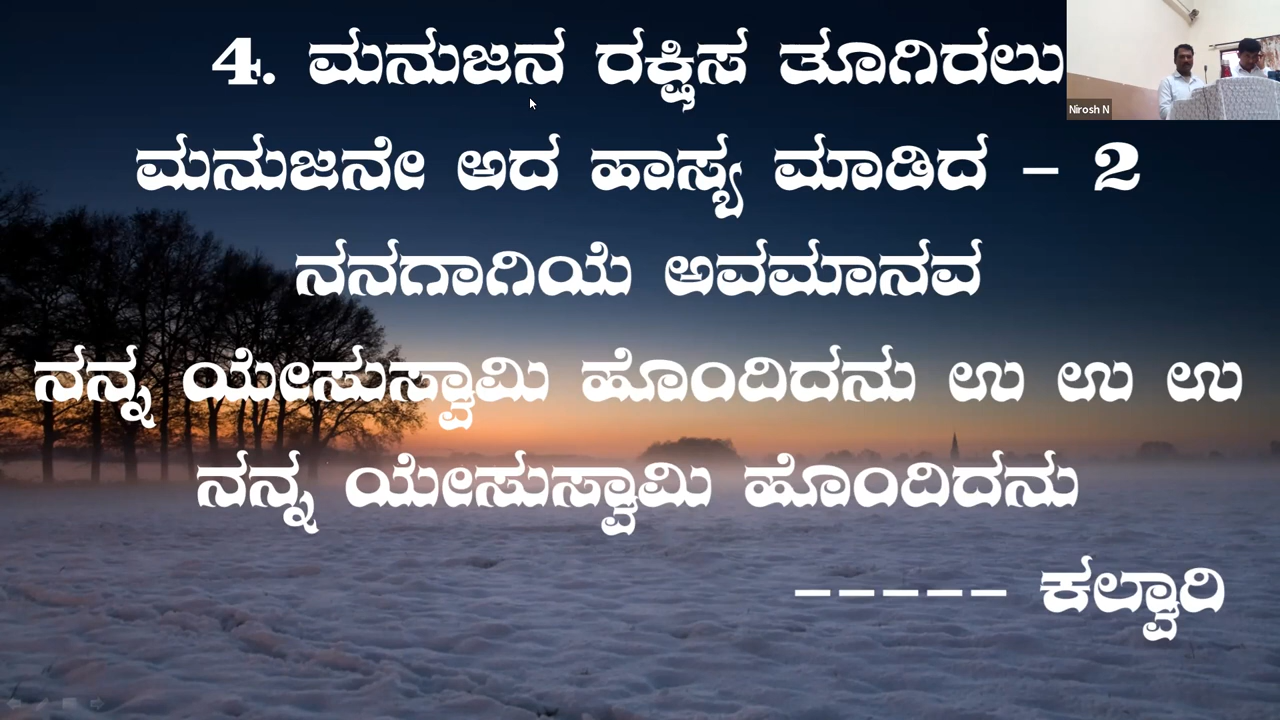 4. ಮನುಜನ ರಕ್ಷಿಸ ತೂಗಿರಲು
Nirosh N
ಮನುಜನೇ ಅದ ಹಾಸ್ಯ ಮಾಡಿದ – 2
ನನಗಾಗಿಯೆ ಅವಮಾನವ
ನನ್ನ ಯೇಸುಸ್ವಾಮಿ ಹೊಂದಿದನು ಉ ಉ ಉ
ನನ್ನ ಯೇಸುಸ್ವಾಮಿ ಹೊಂದಿದನು
----- ಕಲ್ವಾರಿ